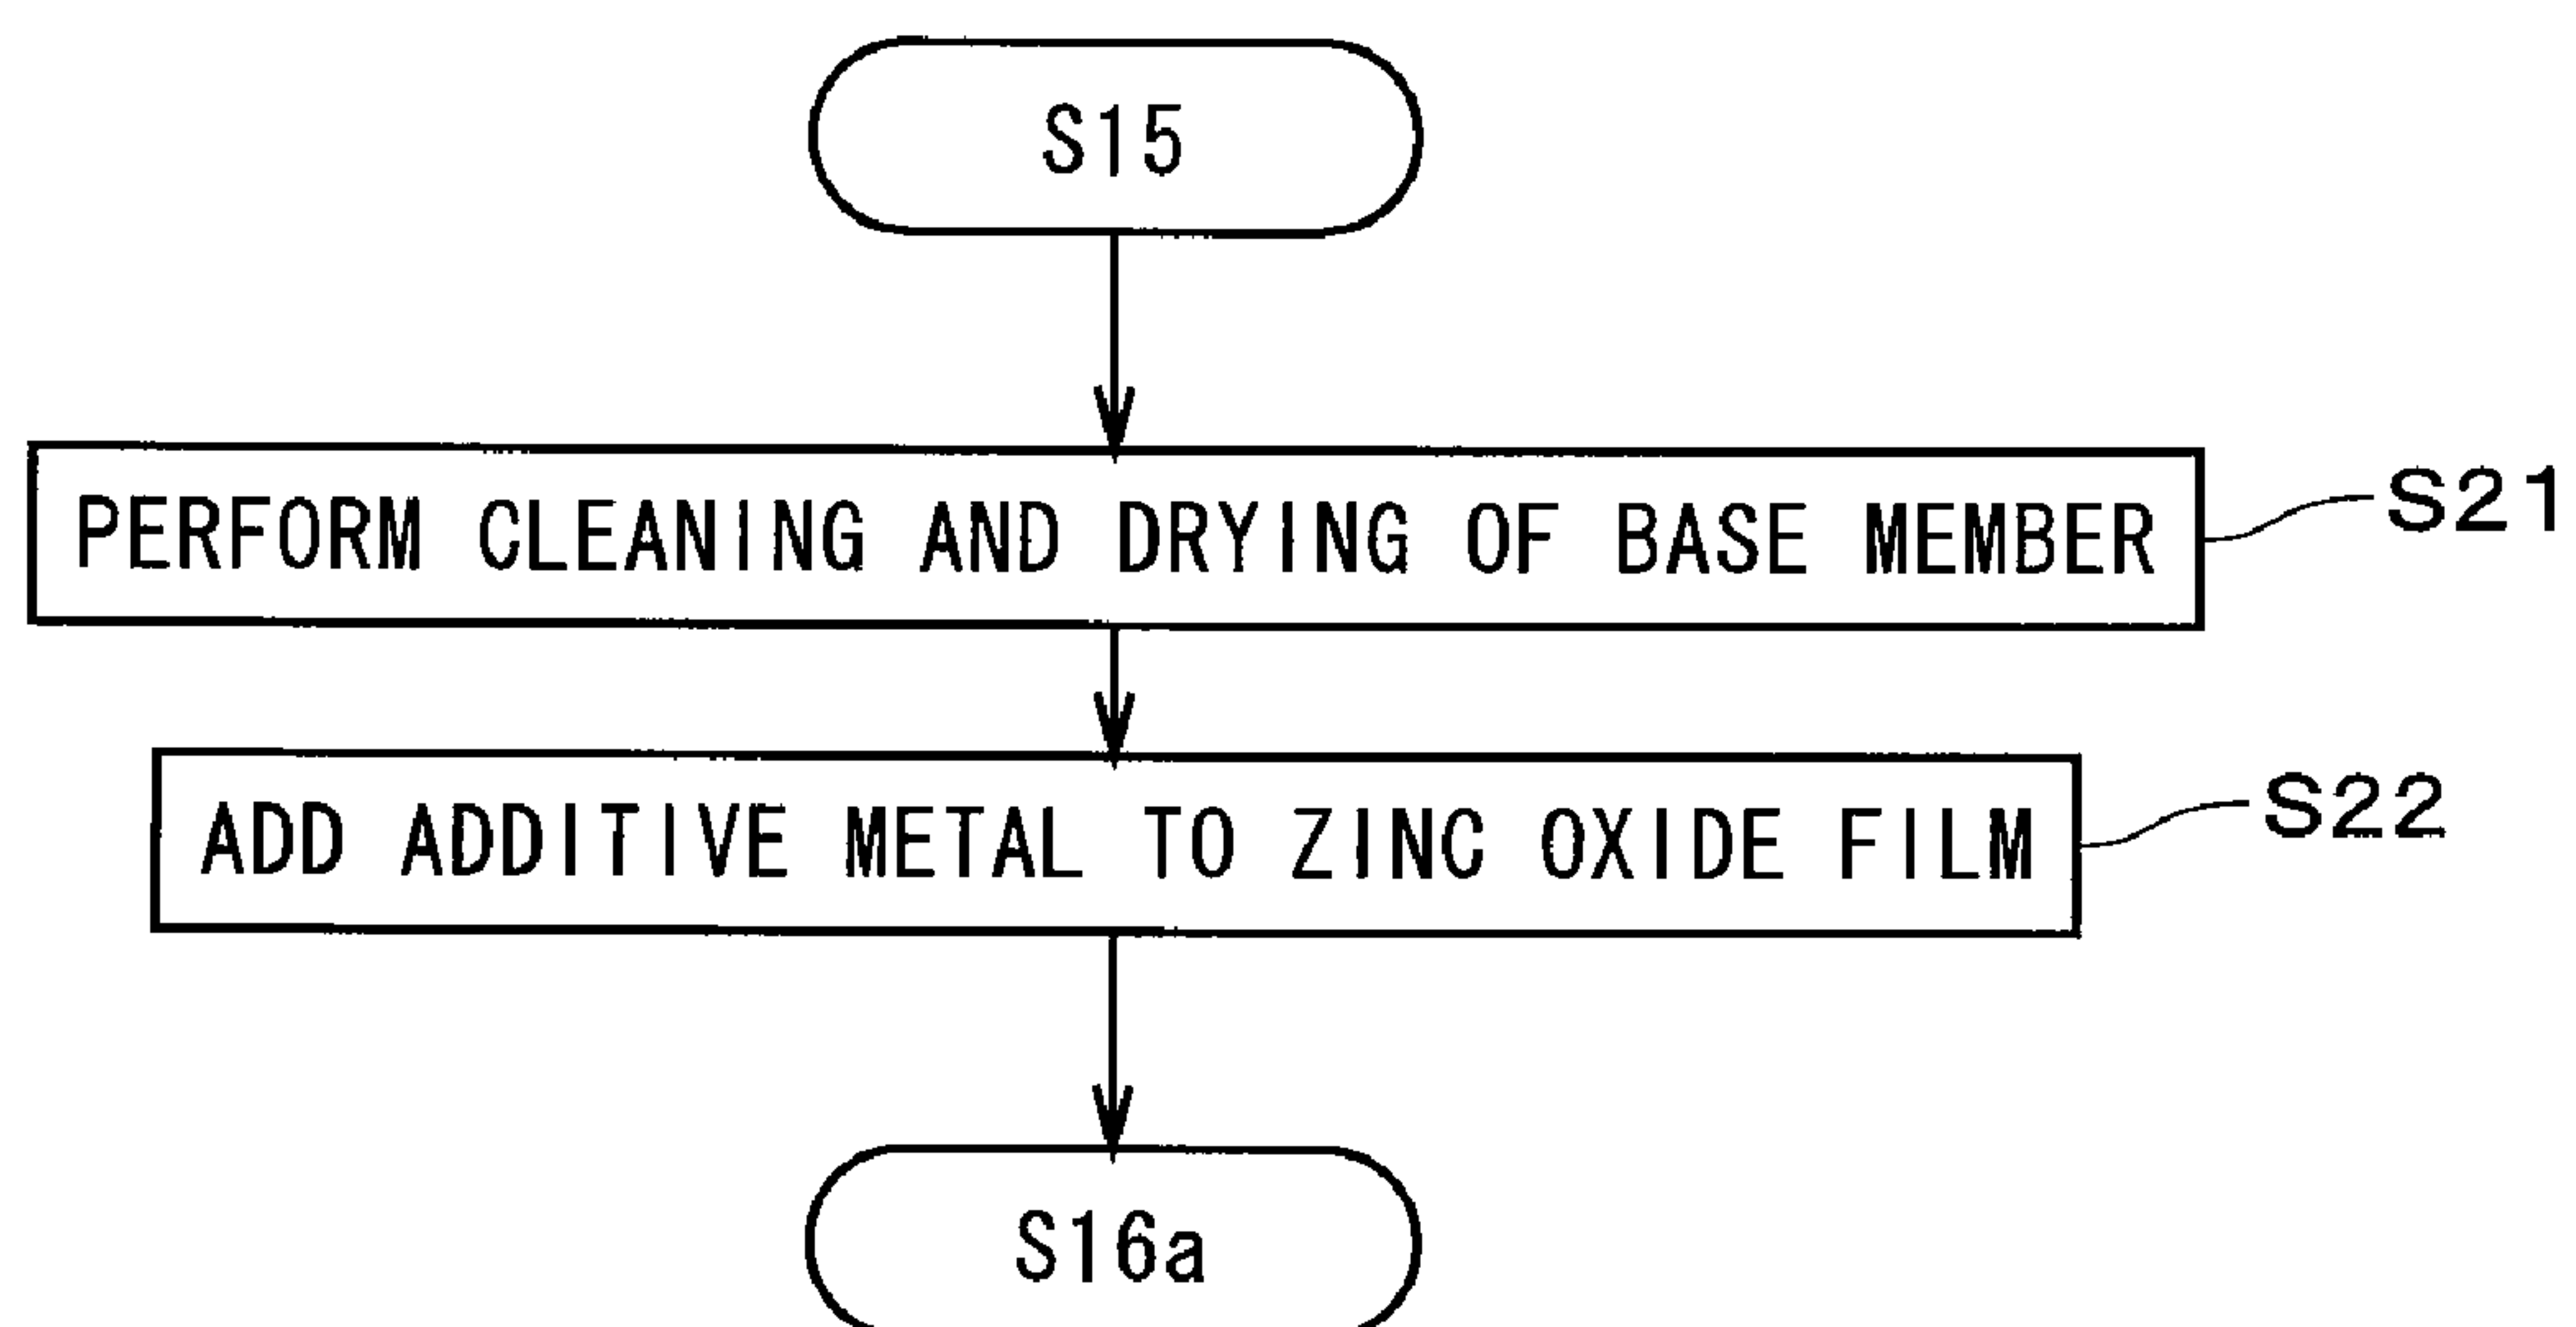 S15
PERFORM CLEANING AND DRYING OF BASE MEMBER
S21
ADD ADDITIVE METAL TO ZINC OXIDE FILM
S22
S16a